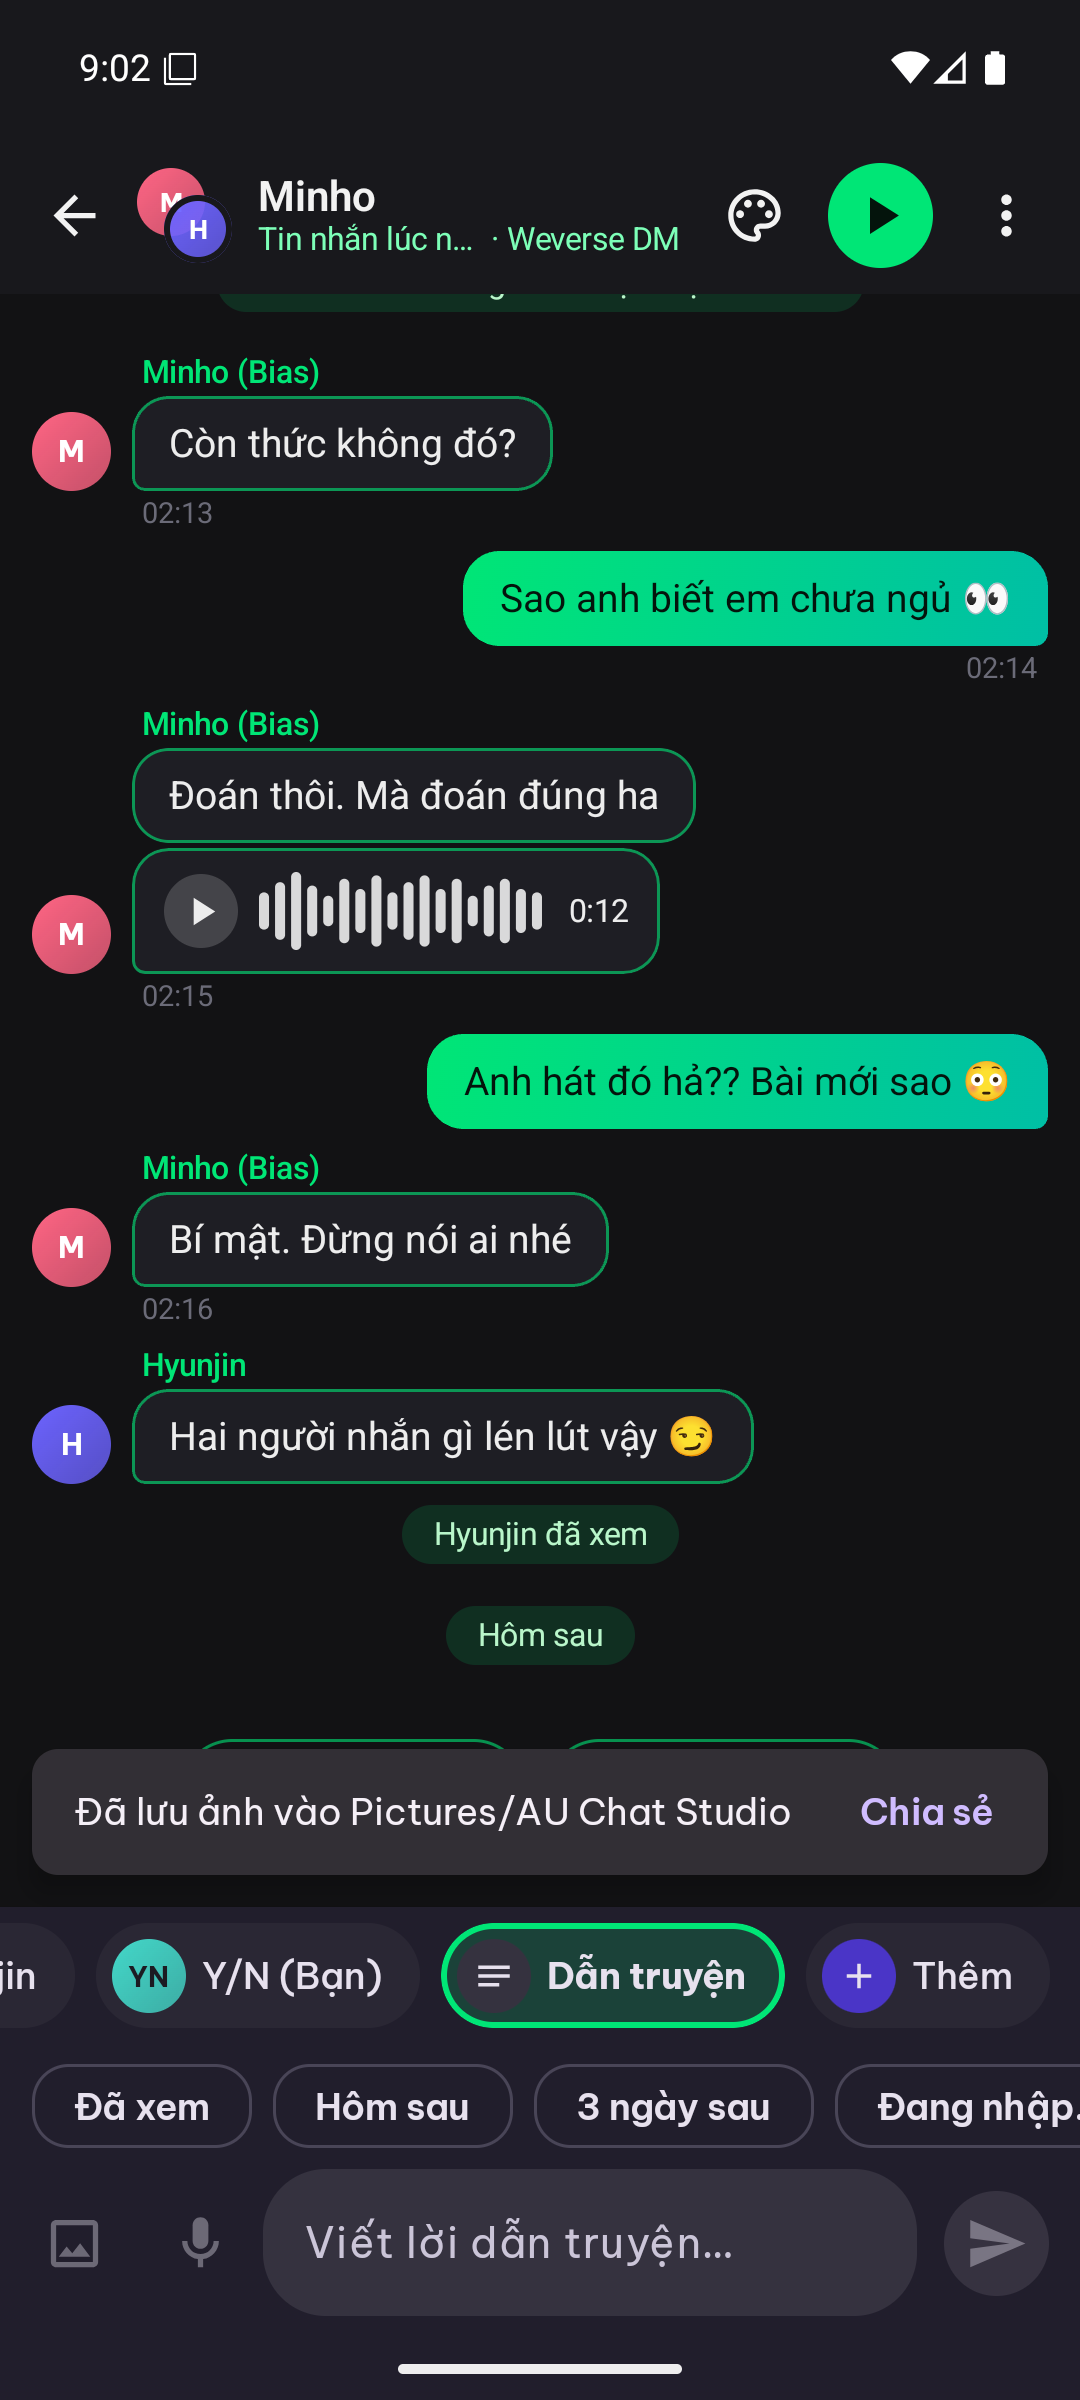 9:02
M
H
Minho
Tin nhắn lúc n... · Weverse DM
Minho (Bias)
M
Còn thức không đó?
02:13
Sao anh biết em chưa ngủ 👀
02:14
Minho (Bias)
Đoán thôi. Mà đoán đúng ha
M
0:12
02:15
Anh hát đó hả?? Bài mới sao 😳
Minho (Bias)
M
Bí mật. Đừng nói ai nhé
02:16
Hyunjin
H
Hai người nhắn gì lén lút vậy 😏
Hyunjin đã xem
Hôm sau
Đã lưu ảnh vào Pictures/AU Chat Studio
Chia sẻ
jin
YN Y/N (Bạn)
Dẫn truyện
Thêm
Đã xem
Hôm sau
3 ngày sau
Đang nhập.
Viết lời dẫn truyện...